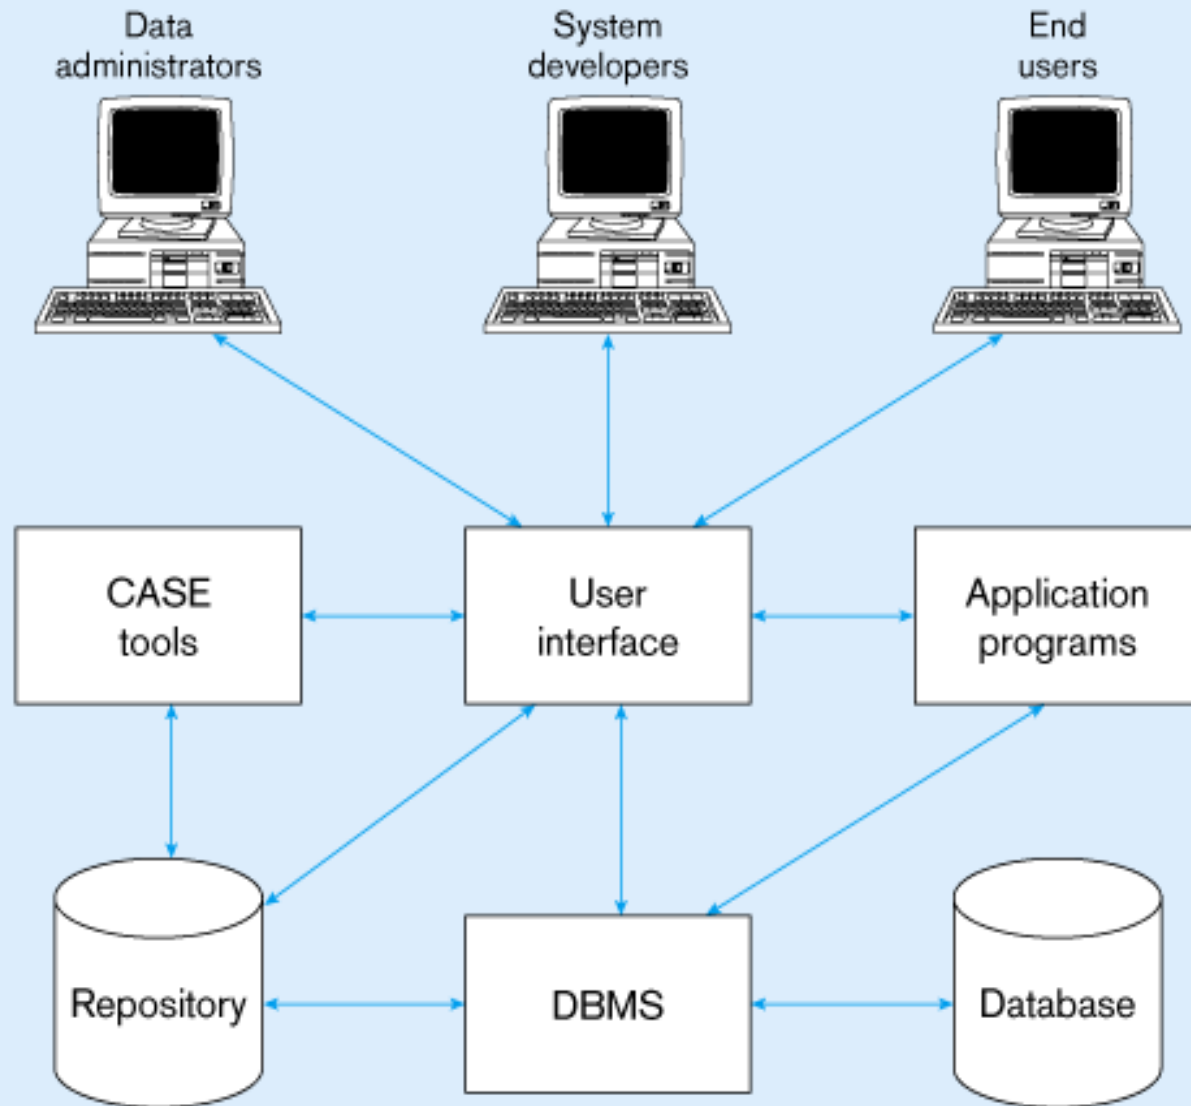 Data
administrators
System
developers
End
users
CASE
tools
User
interface
Application
programs
Repository
DBMS
Database